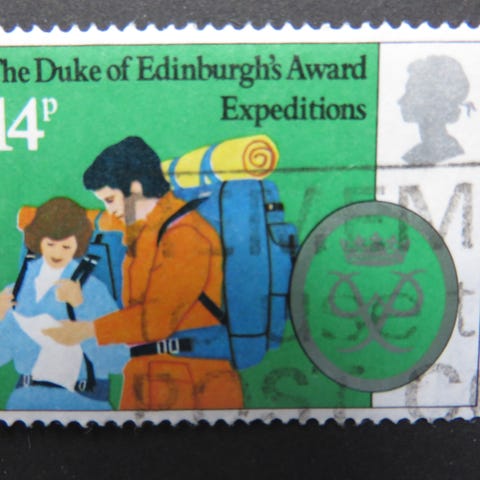 The Duke of Edinburgh's Award
Expeditions
14P